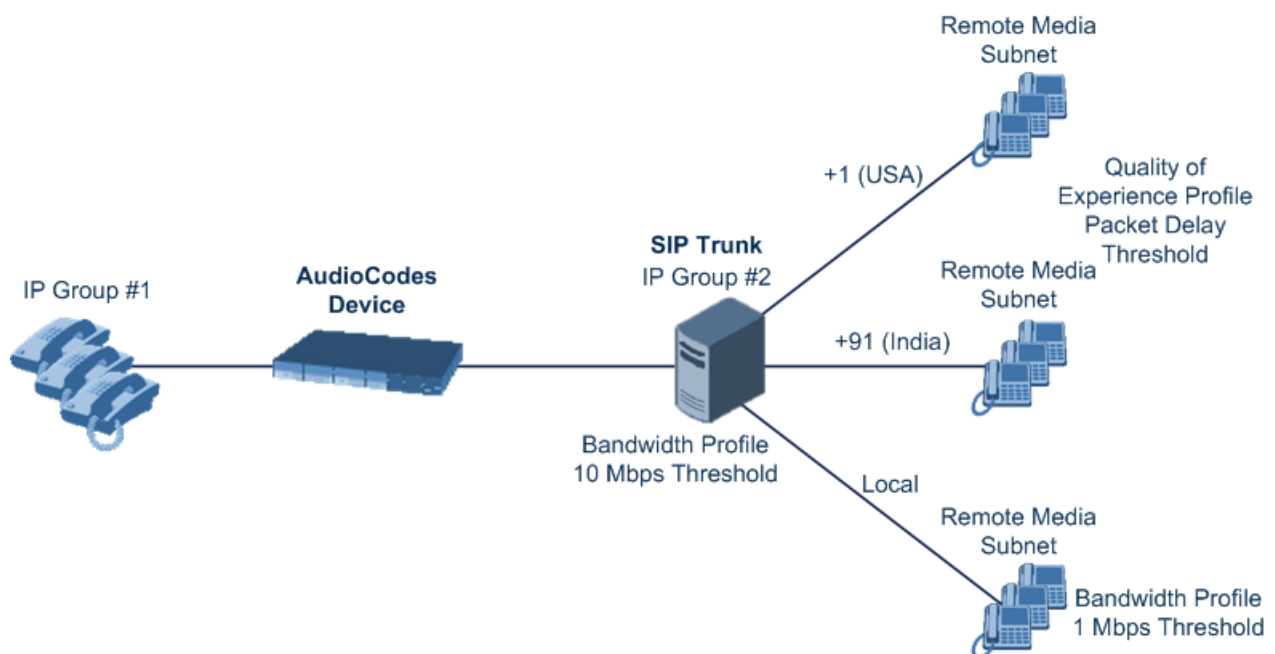 Remote Media
Subnet
+1 (USA)
Quality of
Experience Profile
Packet Delay
Threshold
SIP Trunk
IP Group #2
AudioCodes
Device
IP Group #1
Remote Media
Subnet
+91 (India)
Bandwidth Profile
10 Mbps Threshold
Local
Remote Media
Subnet
Bandwidth Profile
1 Mbps Threshold